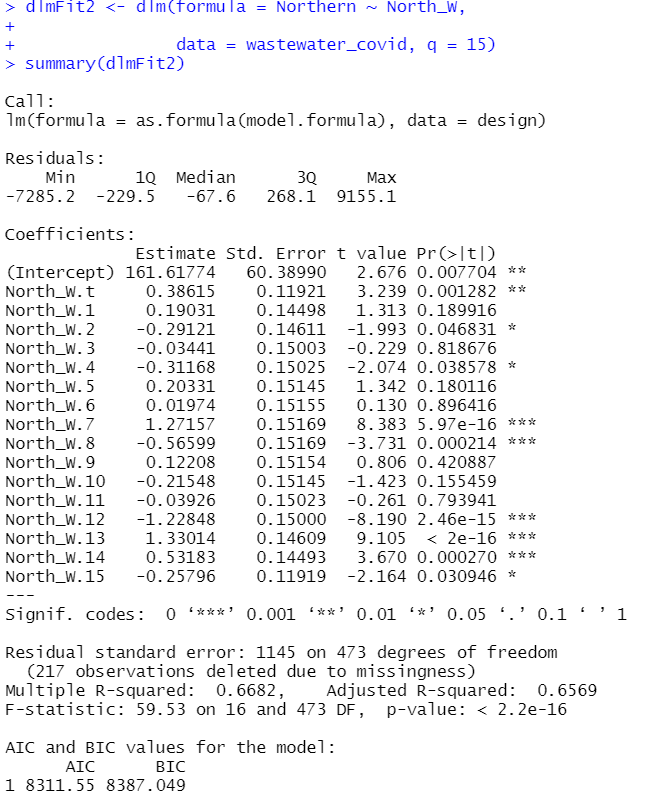 > dlmFit2 <- dlm(formula = Northern ~ North_W,
+
+                data = wastewater_covid, q = 15)
> summary(dlmFit2)

Call:
lm(formula = as.formula(model.formula), data = design)

Residuals:
    Min      1Q  Median      3Q     Max
-7285.2  -229.5   -67.6   268.1  9155.1

Coefficients:
             Estimate Std. Error t value Pr(>|t|)
(Intercept) 161.61774   60.38990   2.676 0.007704 **
North_W.t     0.38615    0.11921   3.239 0.001282 **
North_W.1     0.19031    0.14498   1.313 0.189916
North_W.2    -0.29121    0.14611  -1.993 0.046831 *
North_W.3    -0.03441    0.15003  -0.229 0.818676
North_W.4    -0.31168    0.15025  -2.074 0.038578 *
North_W.5     0.20331    0.15145   1.342 0.180116
North_W.6     0.01974    0.15155   0.130 0.896416
North_W.7     1.27157    0.15169   8.383 5.97e-16 ***
North_W.8    -0.56599    0.15169  -3.731 0.000214 ***
North_W.9     0.12208    0.15154   0.806 0.420887
North_W.10   -0.21548    0.15145  -1.423 0.155459
North_W.11   -0.03926    0.15023  -0.261 0.793941
North_W.12   -1.22848    0.15000  -8.190 2.46e-15 ***
North_W.13    1.33014    0.14609   9.105  < 2e-16 ***
North_W.14    0.53183    0.14493   3.670 0.000270 ***
North_W.15   -0.25796    0.11919  -2.164 0.030946 *
---
Signif. codes:  0 ‘***’ 0.001 ‘**’ 0.01 ‘*’ 0.05 ‘.’ 0.1 ‘ ’ 1

Residual standard error: 1145 on 473 degrees of freedom
  (217 observations deleted due to missingness)
Multiple R-squared:  0.6682,    Adjusted R-squared:  0.6569
F-statistic: 59.53 on 16 and 473 DF,  p-value: < 2.2e-16

AIC and BIC values for the model:
      AIC      BIC
1 8311.55 8387.049